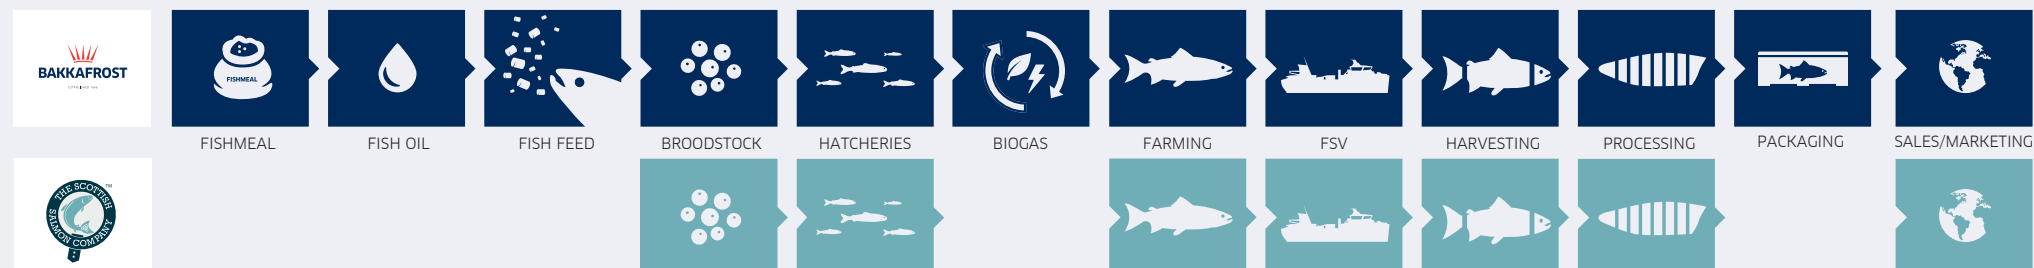 BAKKAFROST
FISHMEAL
FISHMEAL
FISH OIL
FISH FEED
BROODSTOCK
HATCHERIES
BIOGAS
FARMING
FSV
HARVESTING
PROCESSING
PACKAGING
SALES/MARKETING
THE SCOTTISH
SALMON COMPANY
TM